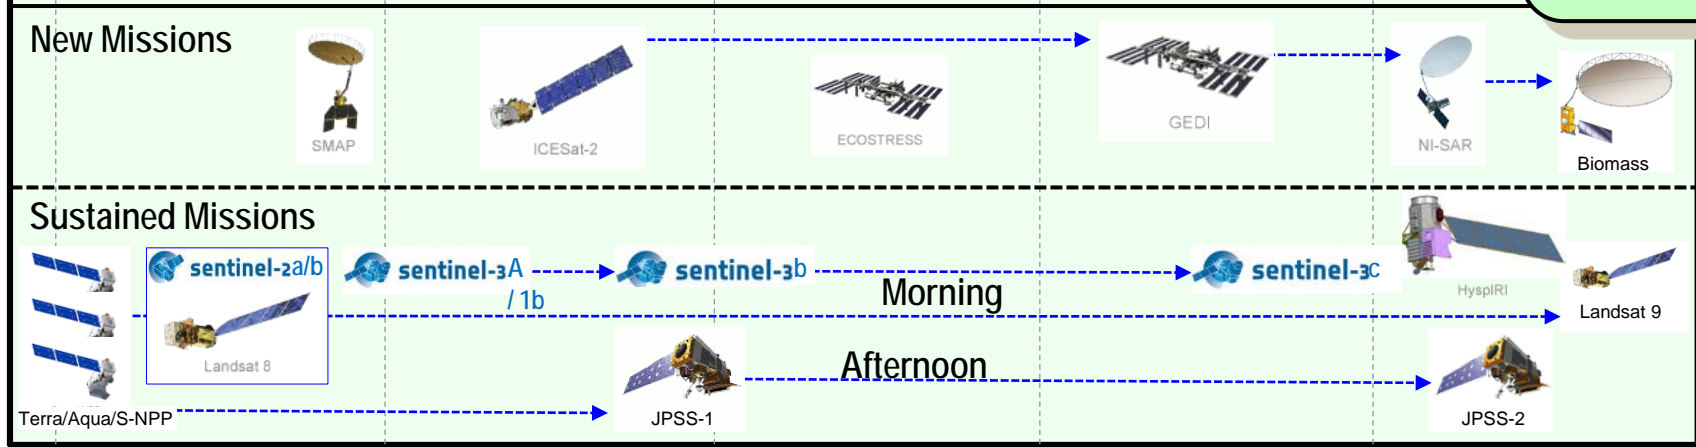 New Missions
SMAP
ICESat-2
ECOSTRESS
GEDI
NI-SAR
Biomass
Sustained Missions
sentinel-2a/b
sentinel-3A
/ 1b
sentinel-3b
sentinel-3c
Morning
HyspIRI
Landsat 9
Landsat 8
Afternoon
Terra/Aqua/S-NPP
JPSS-1
JPSS-2